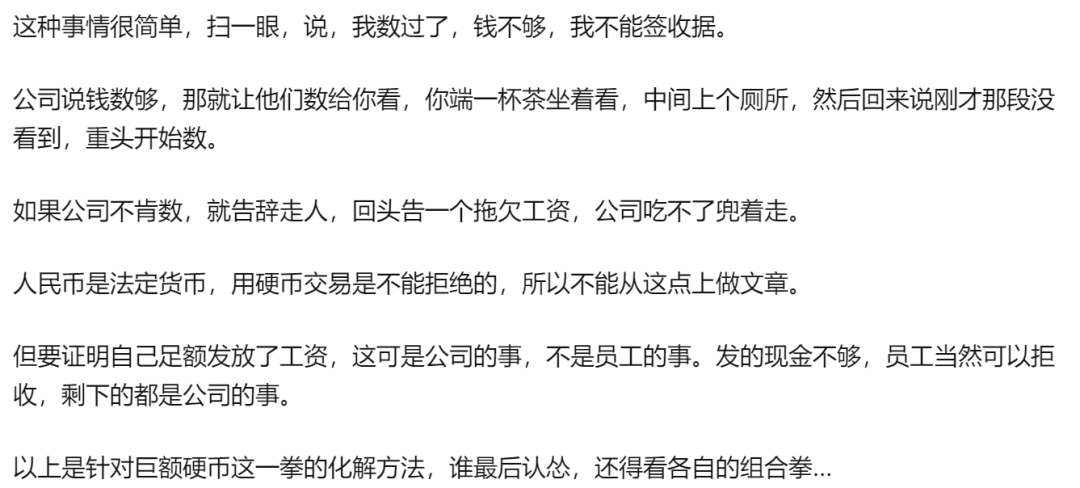 这种事情很简单，扫一眼，说，我数过了，钱不够，我不能签收据。
公司说钱数够，那就让他们数给你看，你端一杯茶坐着看，中间上个厕所，然后回来说刚才那段没
看到，重头开始数。
如果公司不肯数，就告辞走人，回头告一个拖欠工资，公司吃不了兜着走。
人民币是法定货币，用硬币交易是不能拒绝的，所以不能从这点上做文章。
但要证明自己足额发放了工资，这可是公司的事，不是员工的事。发的现金不够，员工当然可以拒
收，剩下的都是公司的事。
以上是针对巨额硬币这一拳的化解方法，谁最后认怂，还得看各自的组合拳...